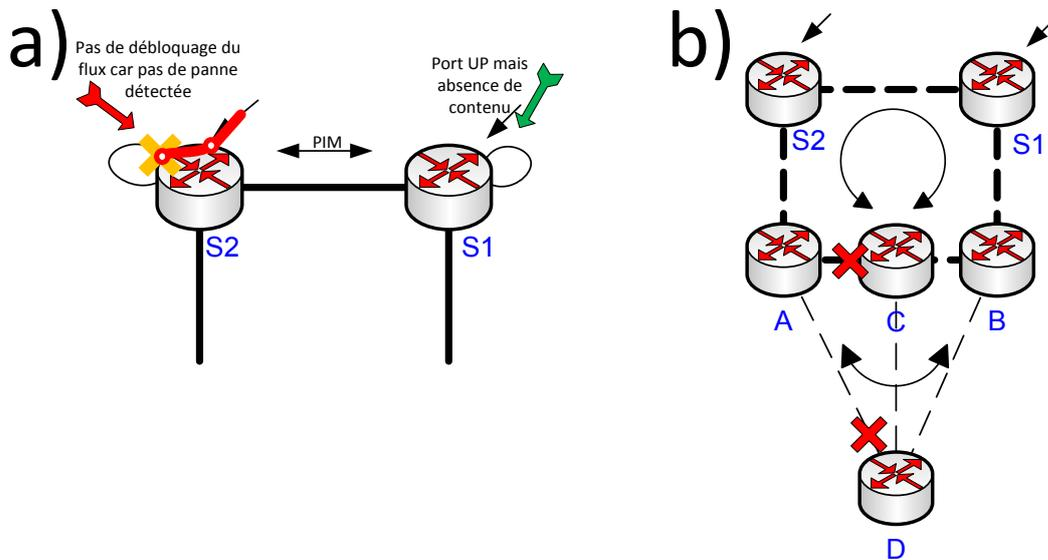 a)
Pas de débloquage du
flux car pas de panne
détectée
Port UP mais
absence de
contenu
PIM
S2
S1
b)
S2
S1
A
C
B
D